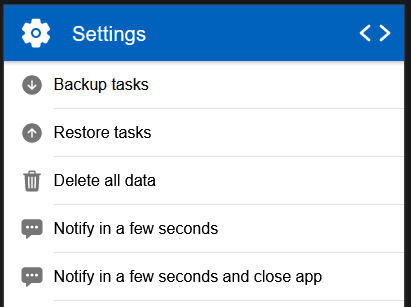 Settings
Backup tasks
Restore tasks
Delete all data
Notify in a few seconds
Notify in a few seconds and close app